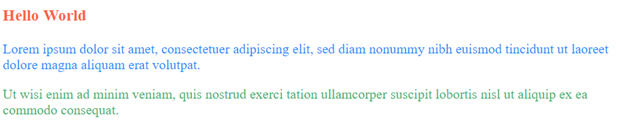 Hello World
Lorem ipsum dolor sit amet, consectetuer adipiscing elit, sed diam nonummy nibh euismod tincidunt ut laoreet
dolore magna aliquam erat volutpat.
Ut wisi enim ad minim veniam, quis nostrud exerci tation ullamcorper suscipit lobortis nisl ut aliquip ex ea
commodo consequat.